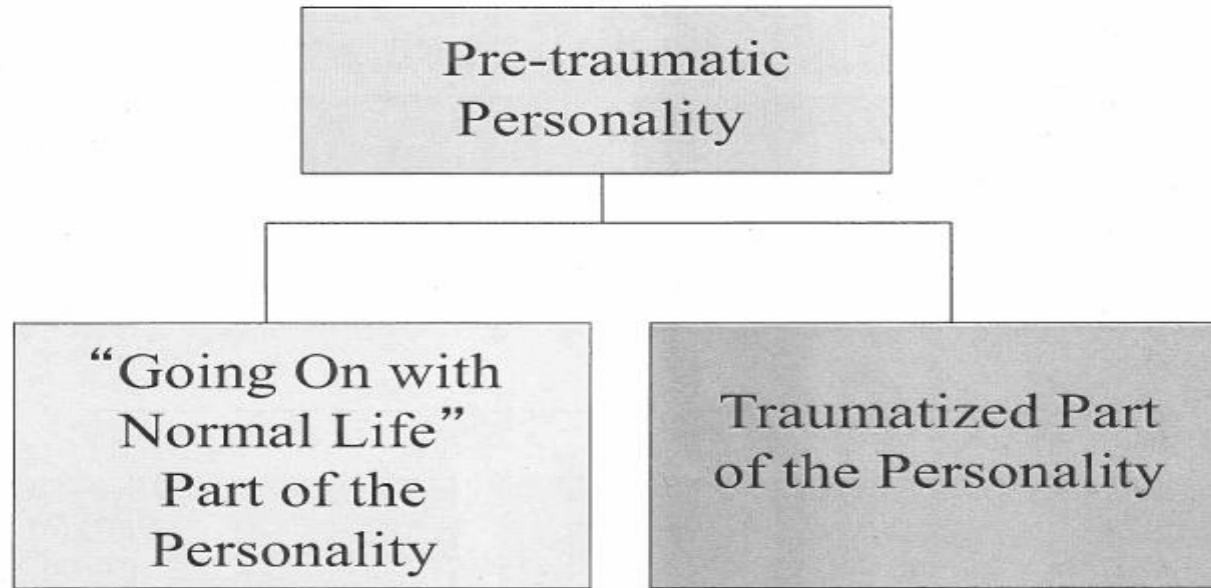 Pre-traumatic
Personality
“Going On with
Normal Life”
Part of the
Personality
Traumatized Part
of the Personality